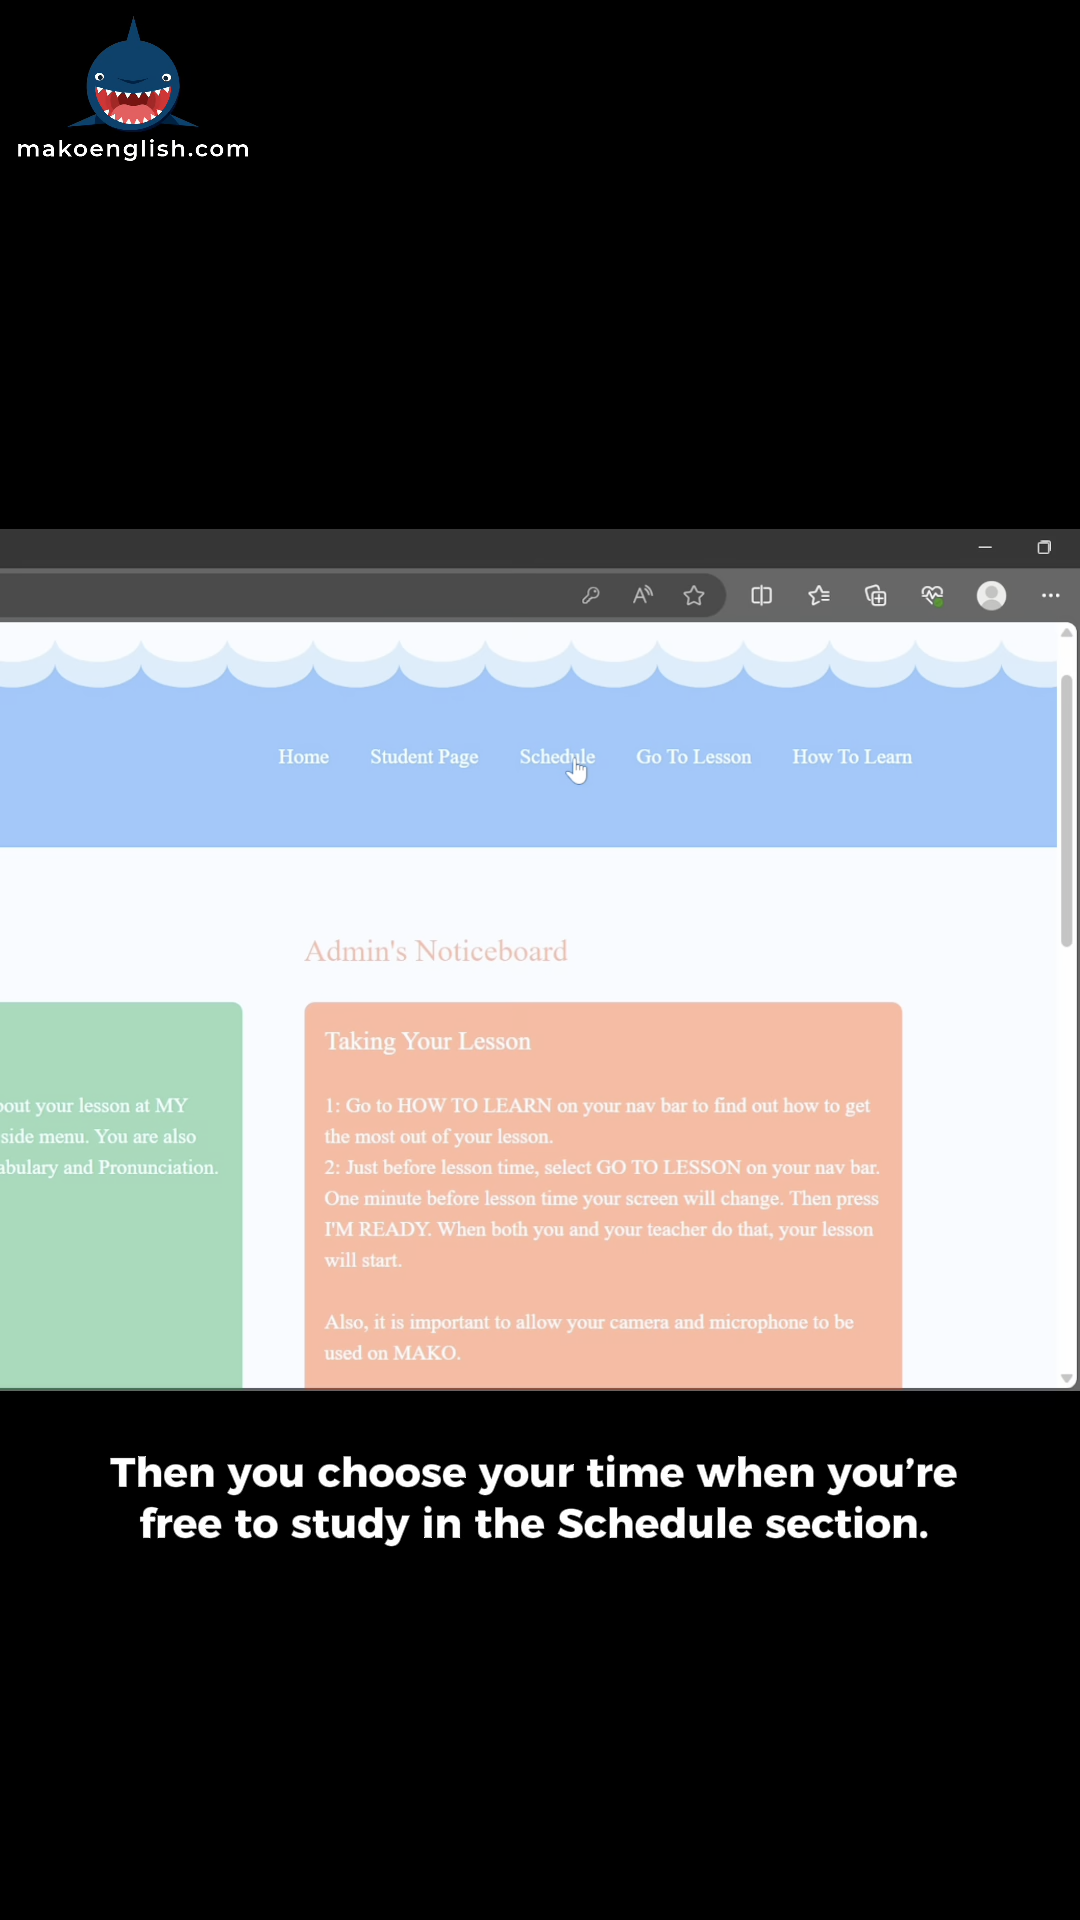 makoenglish.com
Home Student Page Schedule Go To Lesson How To Learn
Admin's Noticeboard
out your lesson at MY
side menu. You are also
abulary and Pronunciation.
Taking Your Lesson
1: Go to HOW TO LEARN on your nav bar to find out how to get
the most out of your lesson.
2: Just before lesson time, select GO TO LESSON on your nav bar.
One minute before lesson time your screen will change. Then press
I'M READY. When both you and your teacher do that, your lesson
will start.
Also, it is important to allow your camera and microphone to be
used on MAKO.
Then you choose your time when you’re
free to study in the Schedule section.